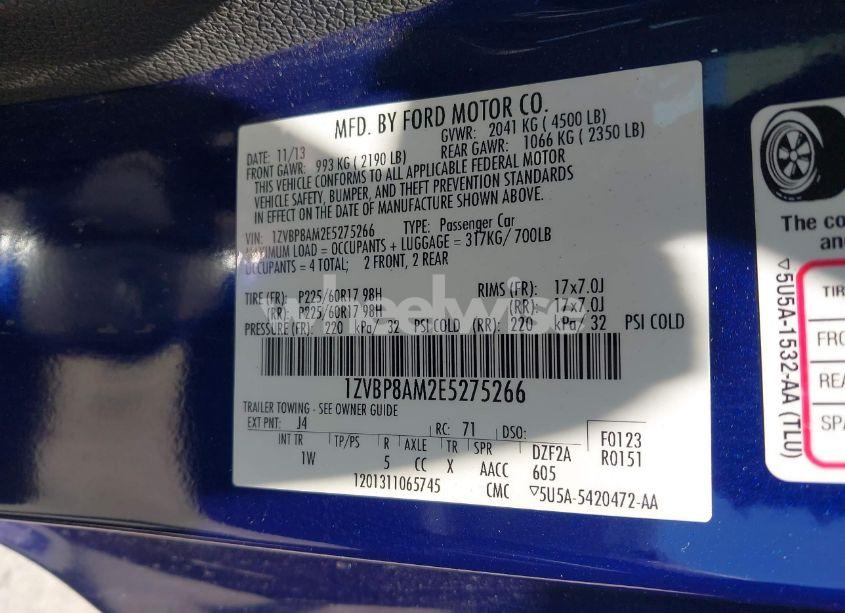 MFD. BY FORD MOTOR CO.
DATE: 11/13 GVWR: 2041 KG ( 4500 LB)
FRONT GAWR: 993 KG ( 2190 LB) REAR GAWR: 1066 KG ( 2350 LB)
THIS VEHICLE CONFORMS TO ALL APPLICABLE FEDERAL MOTOR
VEHICLE SAFETY, BUMPER, AND THEFT PREVENTION STANDARDS
IN EFFECT ON THE DATE OF MANUFACTURE SHOWN ABOVE.
VIN: 1ZVBP8AM2E5275266 TYPE: Passenger Car
MAXIMUM LOAD = OCCUPANTS + LUGGAGE = 317KG/ 700LB
OCCUPANTS = 4 TOTAL; 2 FRONT, 2 REAR
TIRE (FR): P225/60R17 98H RIMS (FR): 17x7.0J
(RR): P225/60R17 98H (RR): 17x7.0J
PRESSURE (FR): 220 kPa/ 32 PSI COLD (RR): 220 kPa/ 32 PSI COLD
wheelwise
1ZVBP8AM2E5275266
TRAILER TOWING - SEE OWNER GUIDE
EXT PNT: J4 RC: 71 DSO: F0123
INT TR TP/PS R AXLE TR SPR DZF2A R0151
1W 5 CC X AACC 605
1201311065745 CMC ▽5U5A-5420472-AA
The co
an
▽5U5A-1532-AA (TLU)
TIR
FRO
REA
SPA